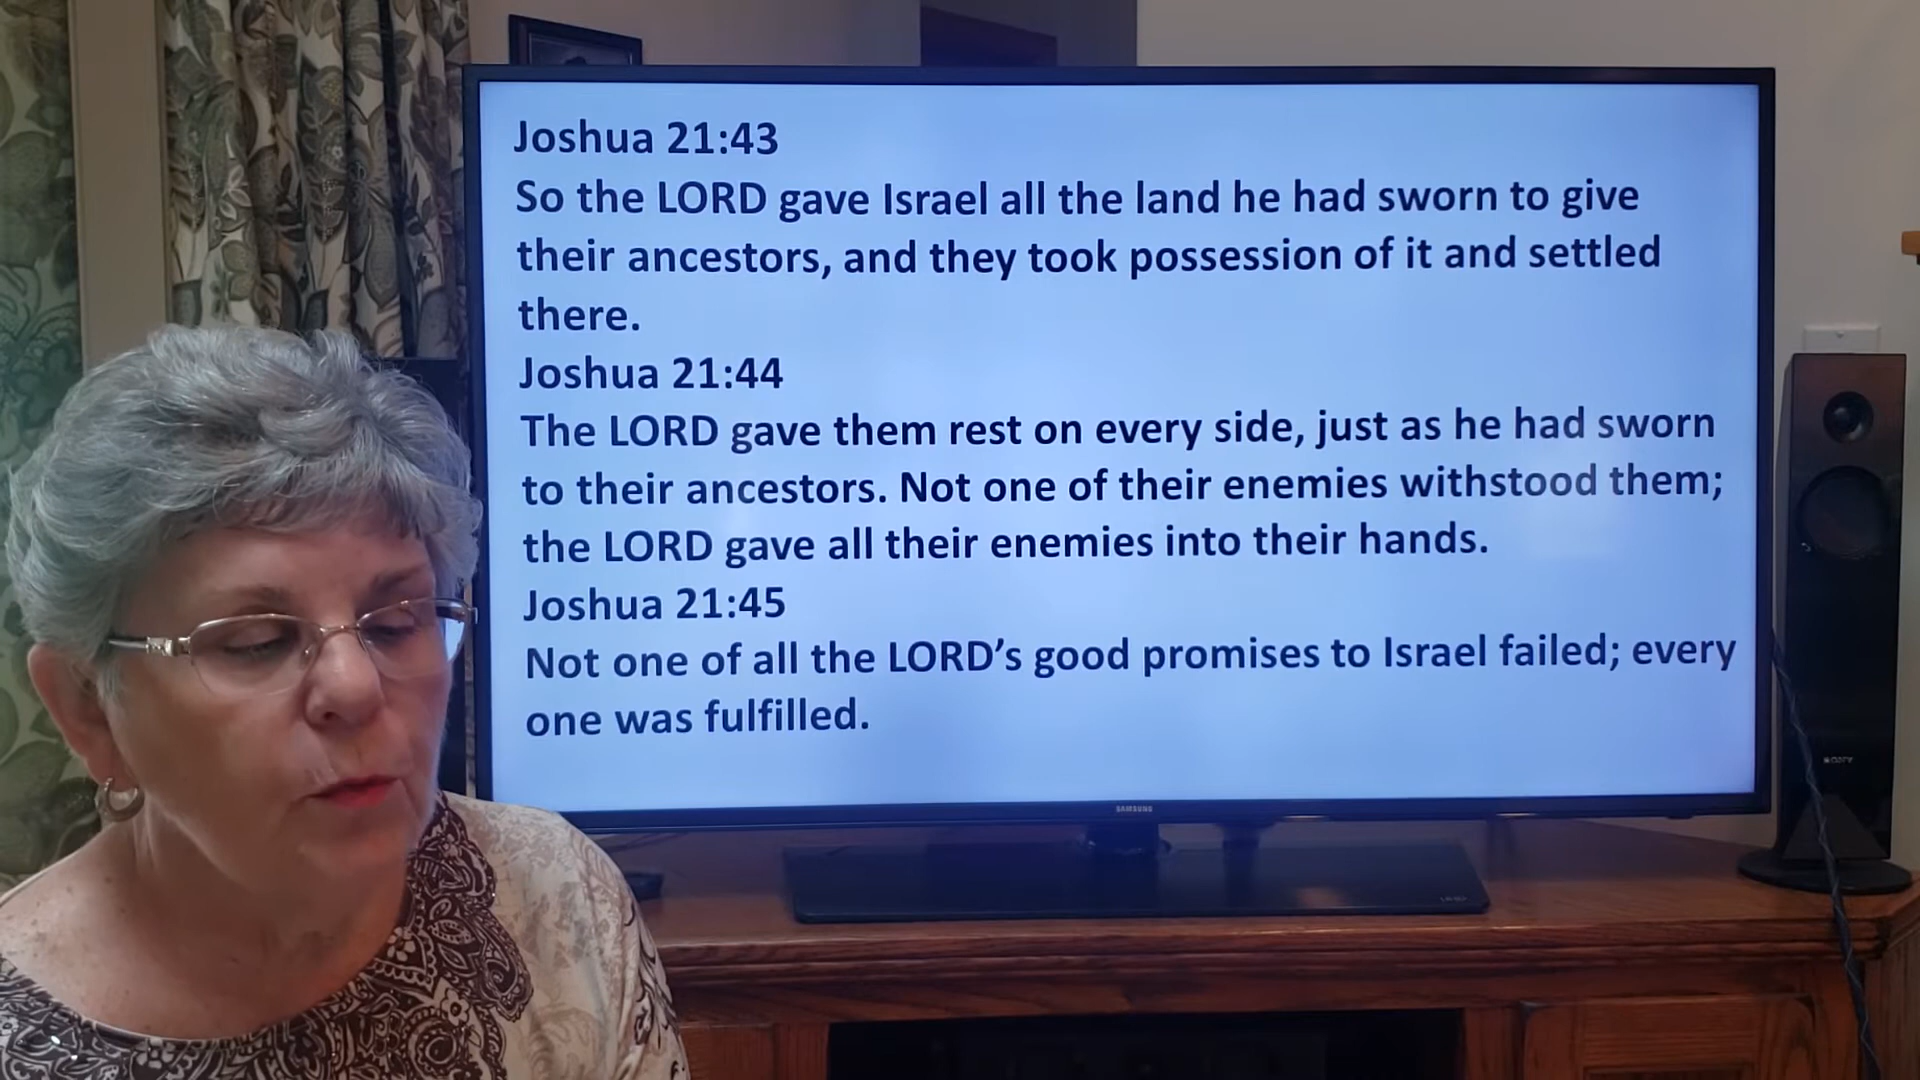 Joshua 21:43
So the LORD gave Israel all the land he had sworn to give
their ancestors, and they took possession of it and settled
there.
Joshua 21:44
The LORD gave them rest on every side, just as he had sworn
to their ancestors. Not one of their enemies withstood them;
the LORD gave all their enemies into their hands.
Joshua 21:45
Not one of all the LORD’s good promises to Israel failed; every
one was fulfilled.
SAMSUNG
SONY